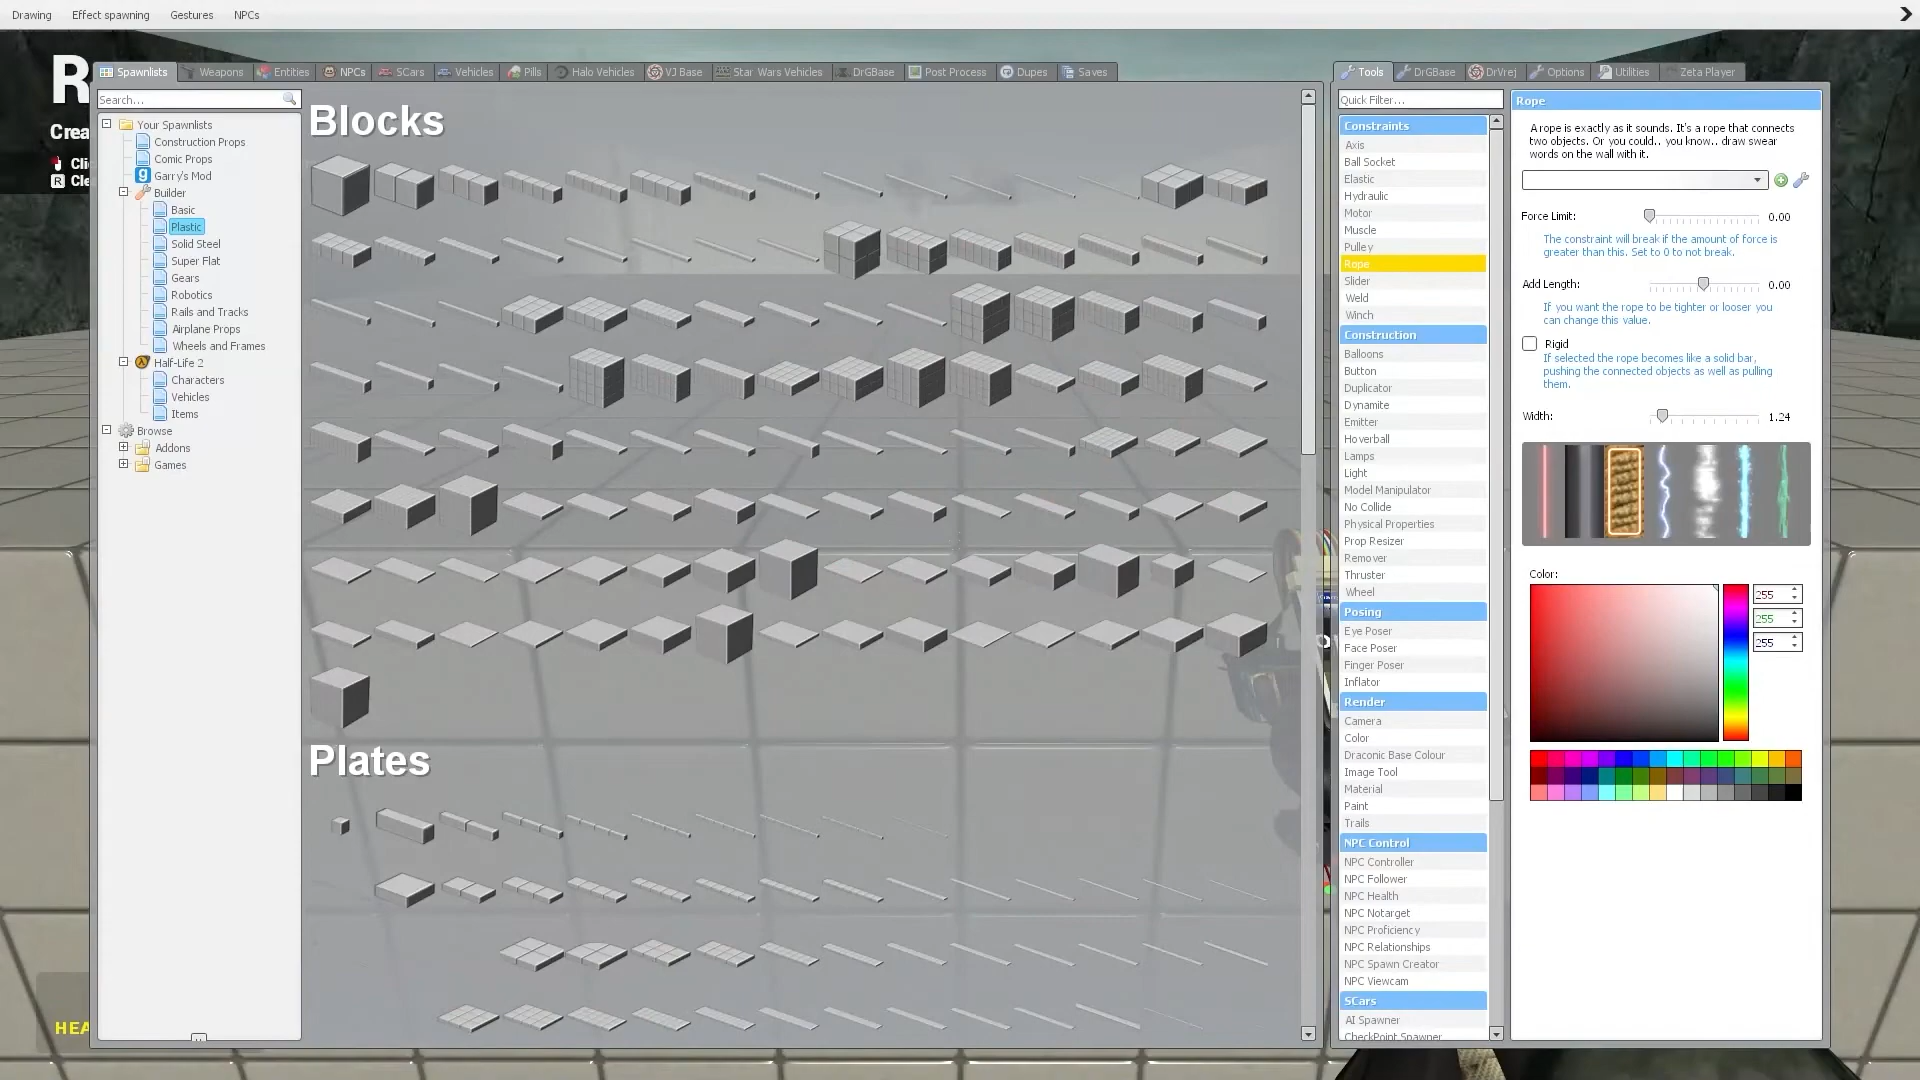 Drawing Effect spawning Gestures NPCs
Spawnlists Weapons Entities NPCs SCars Vehicles Pills Halo Vehicles VJ Base Star Wars Vehicles DrGBase Post Process Dupes Saves
Search...
Your Spawnlists
Construction Props
Comic Props
Garry's Mod
Builder
Basic
Plastic
Solid Steel
Super Flat
Gears
Robotics
Rails and Tracks
Airplane Props
Wheels and Frames
Half-Life 2
Characters
Vehicles
Items
Browse
Addons
Games
Blocks
Plates
Tools DrGBase DrVrej Options Utilities Zeta Player
Quick Filter...
Constraints
Axis
Ball Socket
Elastic
Hydraulic
Motor
Muscle
Pulley
Rope
Slider
Weld
Winch
Construction
Balloons
Button
Duplicator
Dynamite
Emitter
Hoverball
Lamps
Light
Model Manipulator
No Collide
Physical Properties
Prop Resizer
Remover
Thruster
Wheel
Posing
Eye Poser
Face Poser
Finger Poser
Inflator
Render
Camera
Color
Draconic Base Colour
Image Tool
Material
Paint
Trails
NPC Control
NPC Controller
NPC Follower
NPC Health
NPC Notarget
NPC Proficiency
NPC Relationships
NPC Spawn Creator
NPC Viewcam
SCars
AI Spawner
CheckPoint Spawner
Rope
A rope is exactly as it sounds. It's a rope that connects
two objects. Or you could.. you know.. draw swear
words on the wall with it.
Force Limit: 0.00
The constraint will break if the amount of force is
greater than this. Set to 0 to not break.
Add Length: 0.00
If you want the rope to be tighter or looser you
can change this value.
Rigid
If selected the rope becomes like a solid bar,
pushing the connected objects as well as pulling
them.
Width: 1.24
Color:
255
255
255
R
Crea
Cli
R Cle
HEA